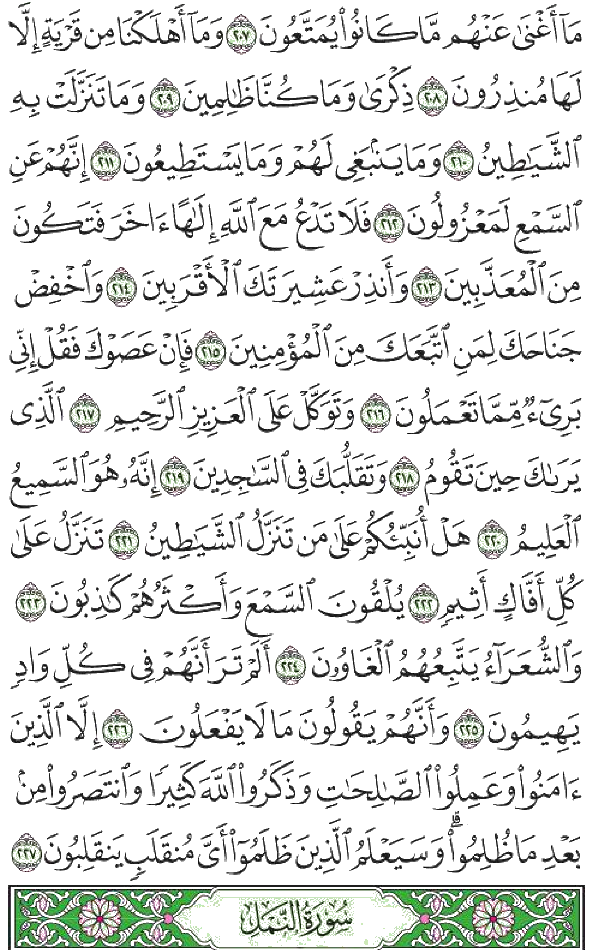 مَآ أَغْنَىٰ عَنْهُم مَّا كَانُوا۟ يُمَتَّعُونَ ٢٠٧ وَمَآ أَهْلَكْنَا مِن قَرْيَةٍ إِلَّا
لَهَا مُنذِرُونَ ٢٠٨ ذِكْرَىٰ وَمَا كُنَّا ظَـٰلِمِينَ ٢٠٩ وَمَا تَنَزَّلَتْ بِهِ
ٱلشَّيَـٰطِينُ ٢١٠ وَمَا يَنۢبَغِى لَهُمْ وَمَا يَسْتَطِيعُونَ ٢١١ إِنَّهُمْ عَنِ
ٱلسَّمْعِ لَمَعْزُولُونَ ٢١٢ فَلَا تَدْعُ مَعَ ٱللَّهِ إِلَـٰهًا ءَاخَرَ فَتَكُونَ
مِنَ ٱلْمُعَذَّبِينَ ٢١٣ وَأَنذِرْ عَشِيرَتَكَ ٱلْأَقْرَبِينَ ٢١٤ وَٱخْفِضْ
جَنَاحَكَ لِمَنِ ٱتَّبَعَكَ مِنَ ٱلْمُؤْمِنِينَ ٢١٥ فَإِنْ عَصَوْكَ فَقُلْ إِنِّى
بَرِىٓءٌ مِّمَّا تَعْمَلُونَ ٢١٦ وَتَوَكَّلْ عَلَى ٱلْعَزِيزِ ٱلرَّحِيمِ ٢١٧ ٱلَّذِى
يَرَىٰكَ حِينَ تَقُومُ ٢١٨ وَتَقَلُّبَكَ فِى ٱلسَّـٰجِدِينَ ٢١٩ إِنَّهُۥ هُوَ ٱلسَّمِيعُ
ٱلْعَلِيمُ ٢٢٠ هَلْ أُنَبِّئُكُمْ عَلَىٰ مَن تَنَزَّلُ ٱلشَّيَـٰطِينُ ٢٢١ تَنَزَّلُ عَلَىٰ
كُلِّ أَفَّاكٍ أَثِيمٍ ٢٢٢ يُلْقُونَ ٱلسَّمْعَ وَأَكْثَرُهُمْ كَـٰذِبُونَ ٢٢٣
وَٱلشُّعَرَآءُ يَتَّبِعُهُمُ ٱلْغَاوُۥنَ ٢٢٤ أَلَمْ تَرَ أَنَّهُمْ فِى كُلِّ وَادٍ
يَهِيمُونَ ٢٢٥ وَأَنَّهُمْ يَقُولُونَ مَا لَا يَفْعَلُونَ ٢٢٦ إِلَّا ٱلَّذِينَ
ءَامَنُوا۟ وَعَمِلُوا۟ ٱلصَّـٰلِحَـٰتِ وَذَكَرُوا۟ ٱللَّهَ كَثِيرًا وَٱنتَصَرُوا۟ مِنۢ
بَعْدِ مَا ظُلِمُوا۟ ۗ وَسَيَعْلَمُ ٱلَّذِينَ ظَلَمُوٓا۟ أَىَّ مُنقَلَبٍ يَنقَلِبُونَ ٢٢٧
سُورَةُ النَّمْلِ